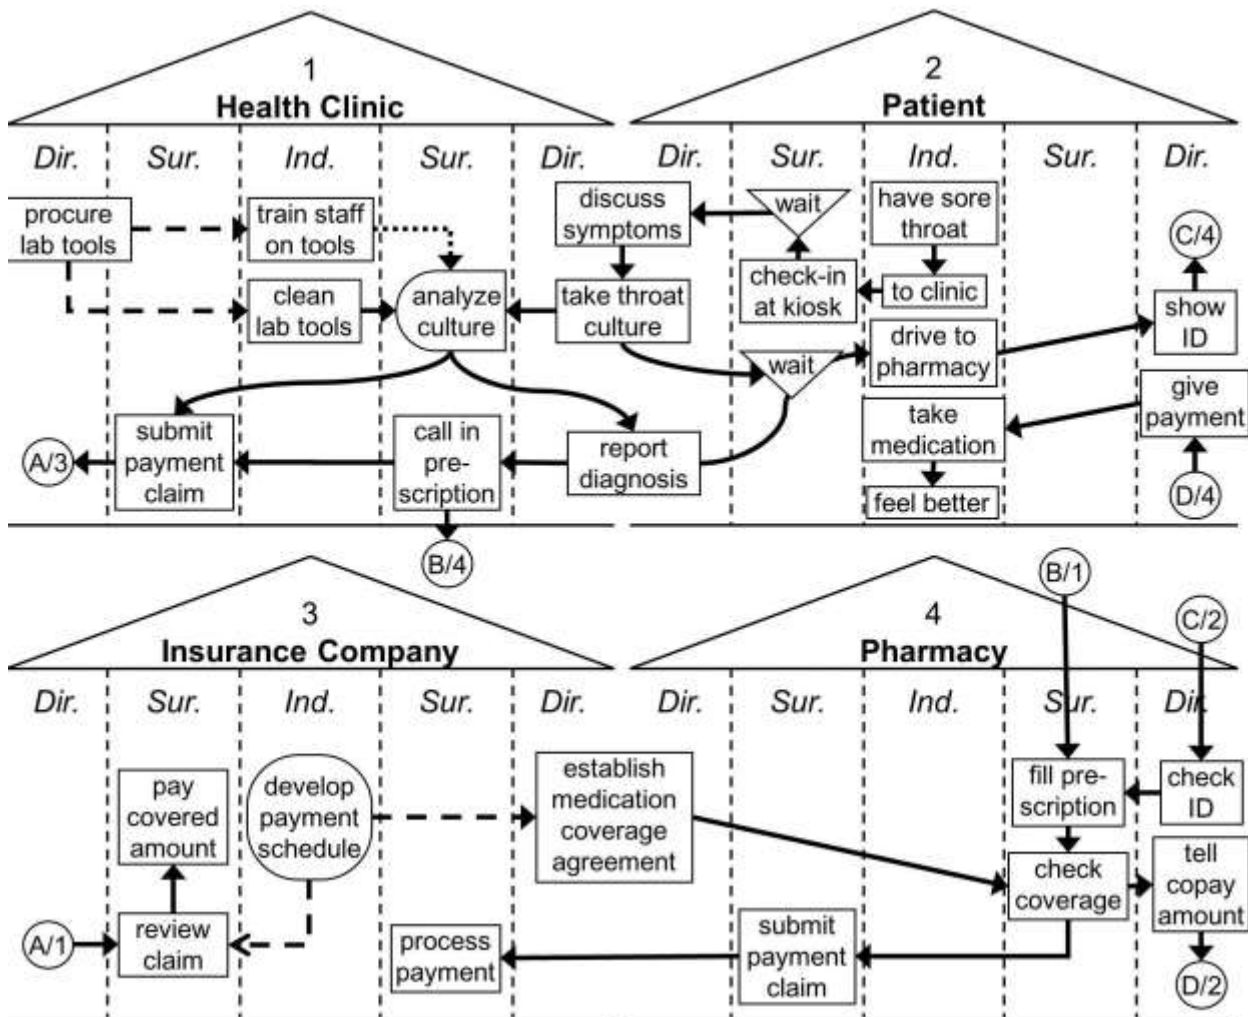 1
Health Clinic
Dir.
Sur.
Ind.
Sur.
Dir.
procure
lab tools
train staff
on tools
clean
lab tools
analyze
culture
discuss
symptoms
take throat
culture
submit
payment
claim
call in
pre-
scription
report
diagnosis
A/3
B/4
2
Patient
Dir.
Sur.
Ind.
Sur.
Dir.
wait
have sore
throat
check-in
at kiosk
to clinic
C/4
show
ID
wait
drive to
pharmacy
give
payment
take
medication
feel better
D/4
3
Insurance Company
Dir.
Sur.
Ind.
Sur.
Dir.
pay
covered
amount
develop
payment
schedule
establish
medication
coverage
agreement
A/1
review
claim
process
payment
B/1
C/2
4
Pharmacy
Dir.
Sur.
Ind.
Sur.
Dir.
fill pre-
scription
check
ID
check
coverage
tell
copay
amount
submit
payment
claim
D/2